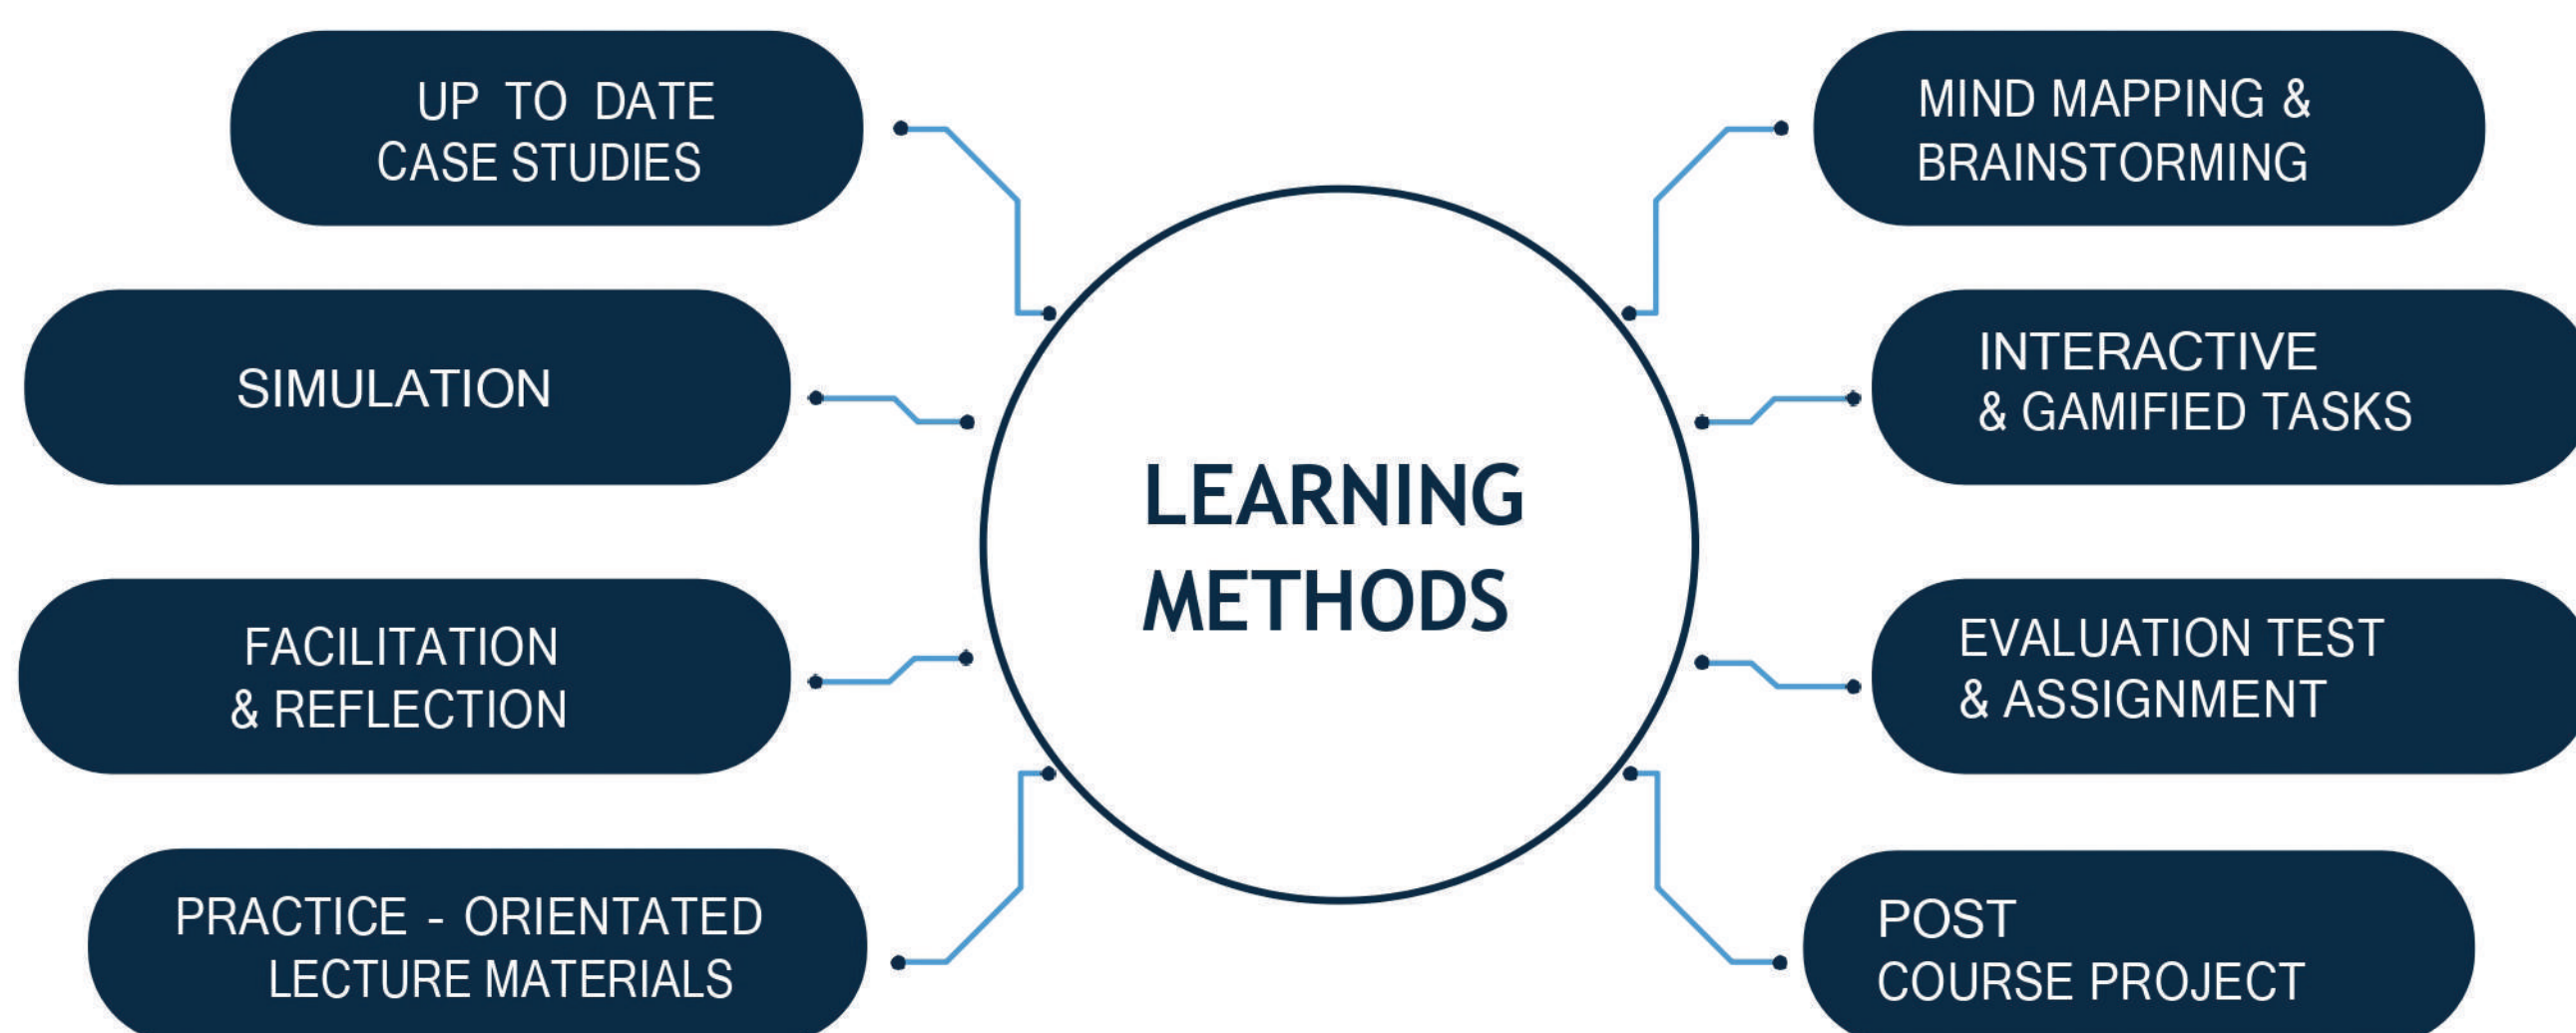 UP TO DATE
CASE STUDIES
SIMULATION
FACILITATION
& REFLECTION
PRACTICE - ORIENTATED
LECTURE MATERIALS
LEARNING
METHODS
MIND MAPPING &
BRAINSTORMING
INTERACTIVE
& GAMIFIED TASKS
EVALUATION TEST
& ASSIGNMENT
POST
COURSE PROJECT